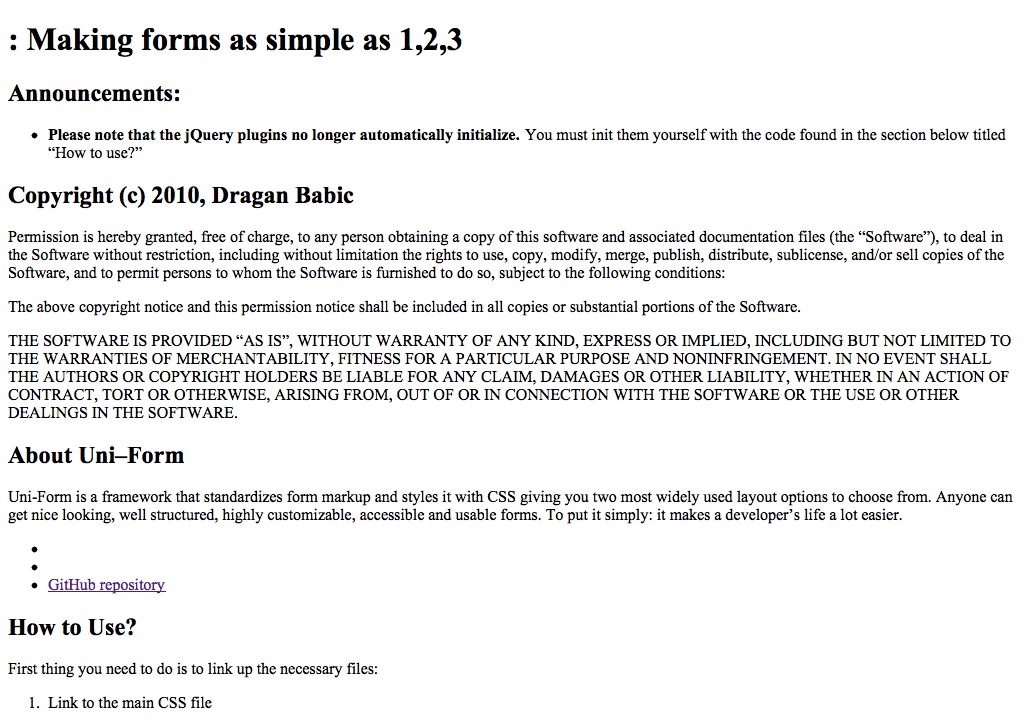 : Making forms as simple as 1,2,3
Announcements:
• Please note that the jQuery plugins no longer automatically initialize. You must init them yourself with the code found in the section below titled
“How to use?”
Copyright (c) 2010, Dragan Babic
Permission is hereby granted, free of charge, to any person obtaining a copy of this software and associated documentation files (the “Software”), to deal in
the Software without restriction, including without limitation the rights to use, copy, modify, merge, publish, distribute, sublicense, and/or sell copies of the
Software, and to permit persons to whom the Software is furnished to do so, subject to the following conditions:
The above copyright notice and this permission notice shall be included in all copies or substantial portions of the Software.
THE SOFTWARE IS PROVIDED “AS IS”, WITHOUT WARRANTY OF ANY KIND, EXPRESS OR IMPLIED, INCLUDING BUT NOT LIMITED TO
THE WARRANTIES OF MERCHANTABILITY, FITNESS FOR A PARTICULAR PURPOSE AND NONINFRINGEMENT. IN NO EVENT SHALL
THE AUTHORS OR COPYRIGHT HOLDERS BE LIABLE FOR ANY CLAIM, DAMAGES OR OTHER LIABILITY, WHETHER IN AN ACTION OF
CONTRACT, TORT OR OTHERWISE, ARISING FROM, OUT OF OR IN CONNECTION WITH THE SOFTWARE OR THE USE OR OTHER
DEALINGS IN THE SOFTWARE.
About Uni–Form
Uni-Form is a framework that standardizes form markup and styles it with CSS giving you two most widely used layout options to choose from. Anyone can
get nice looking, well structured, highly customizable, accessible and usable forms. To put it simply: it makes a developer’s life a lot easier.
•
•
• GitHub repository
How to Use?
First thing you need to do is to link up the necessary files:
1. Link to the main CSS file